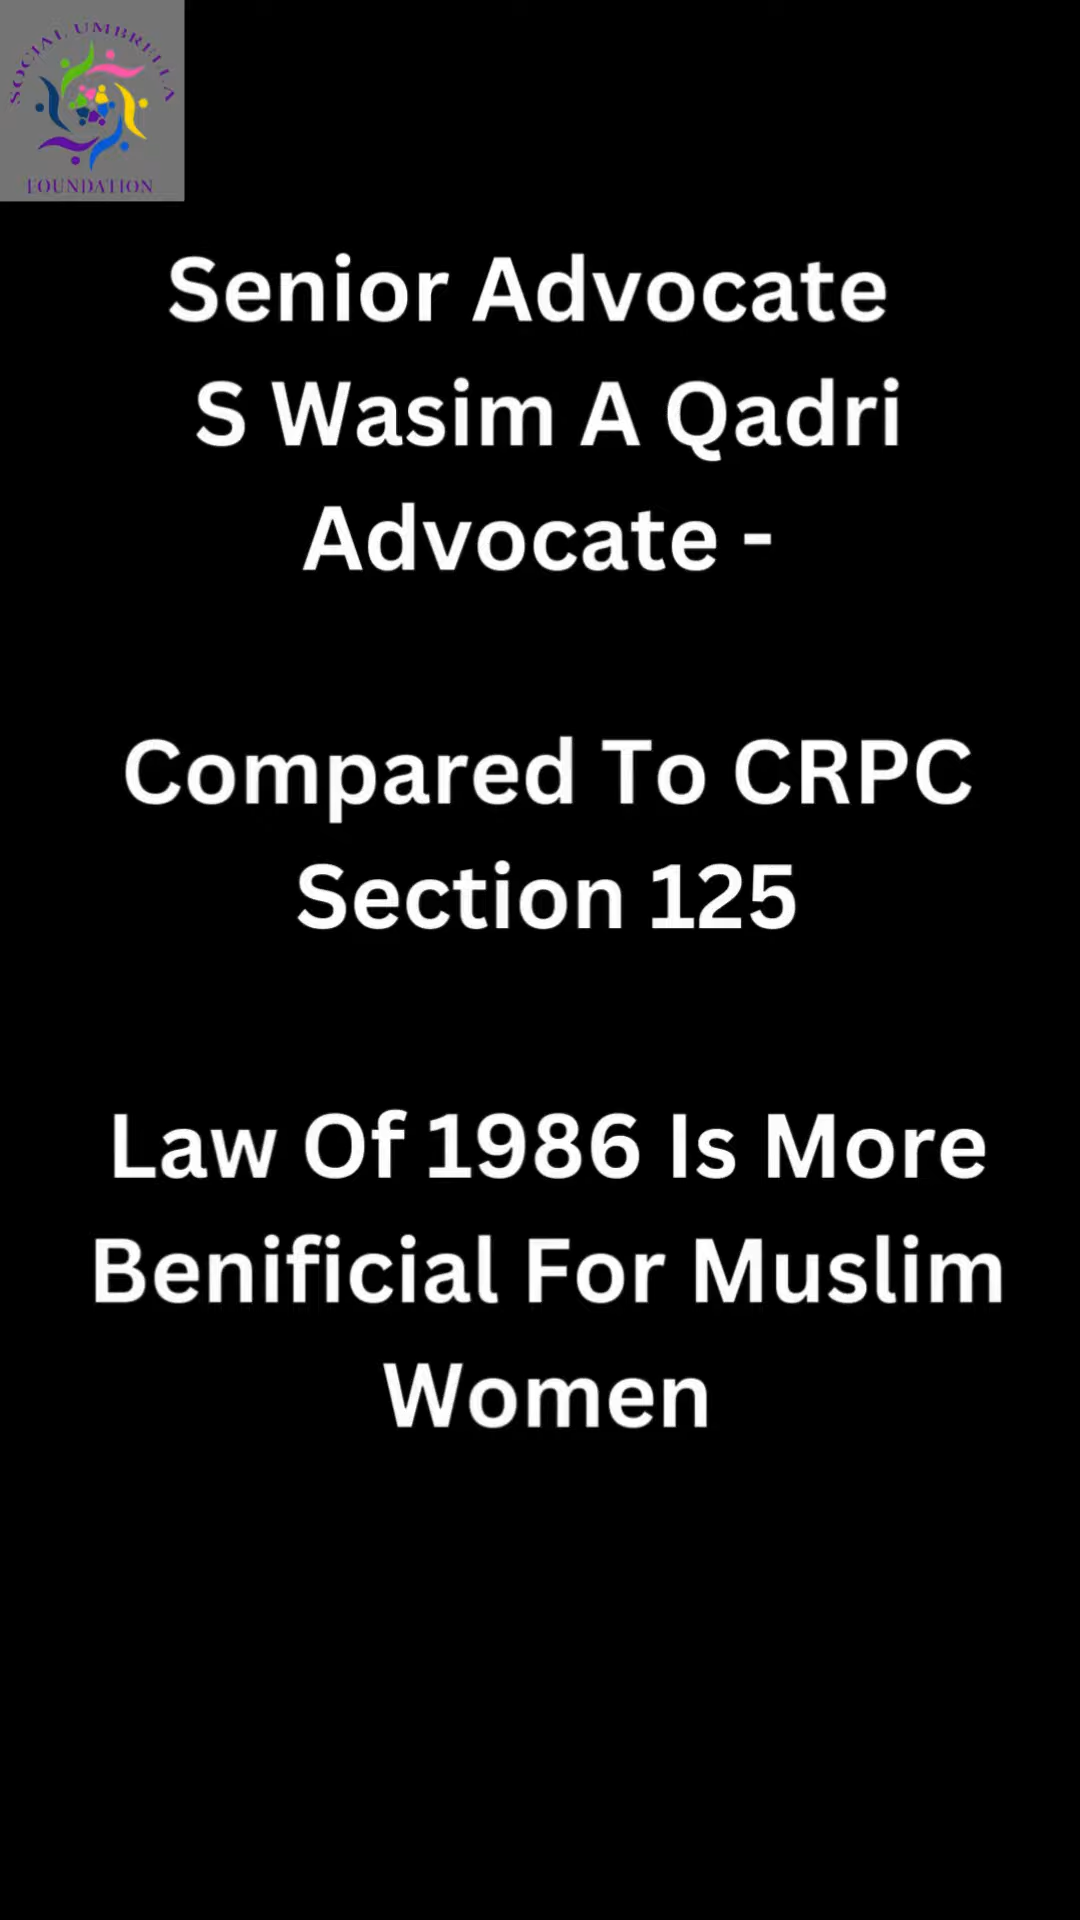 SOCIAL UMBRELLA
FOUNDATION
Senior Advocate
S Wasim A Qadri
Advocate -
Compared To CRPC
Section 125
Law Of 1986 Is More
Benificial For Muslim
Women